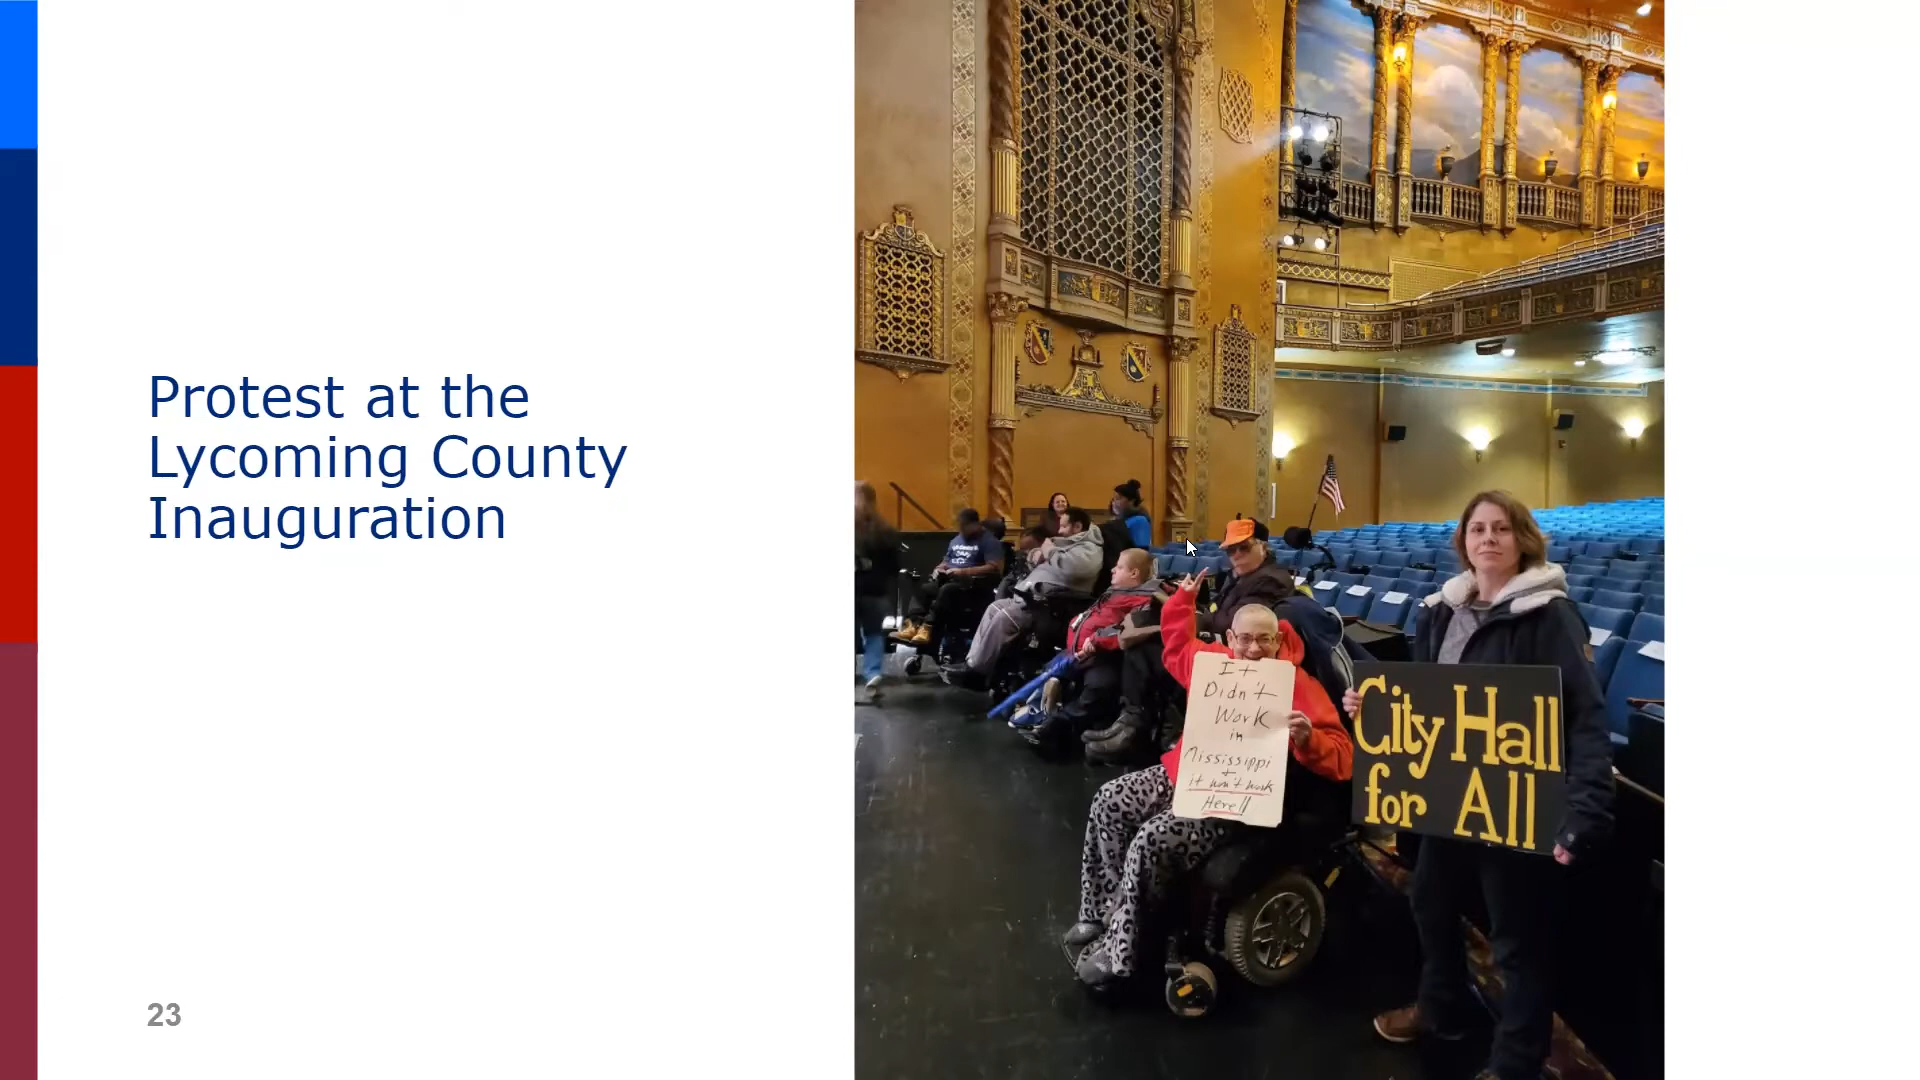 Protest at the
Lycoming County
Inauguration
23
It
Didn't
Work
in
Mississippi
+
it won't work
Here!!
City Hall
for All